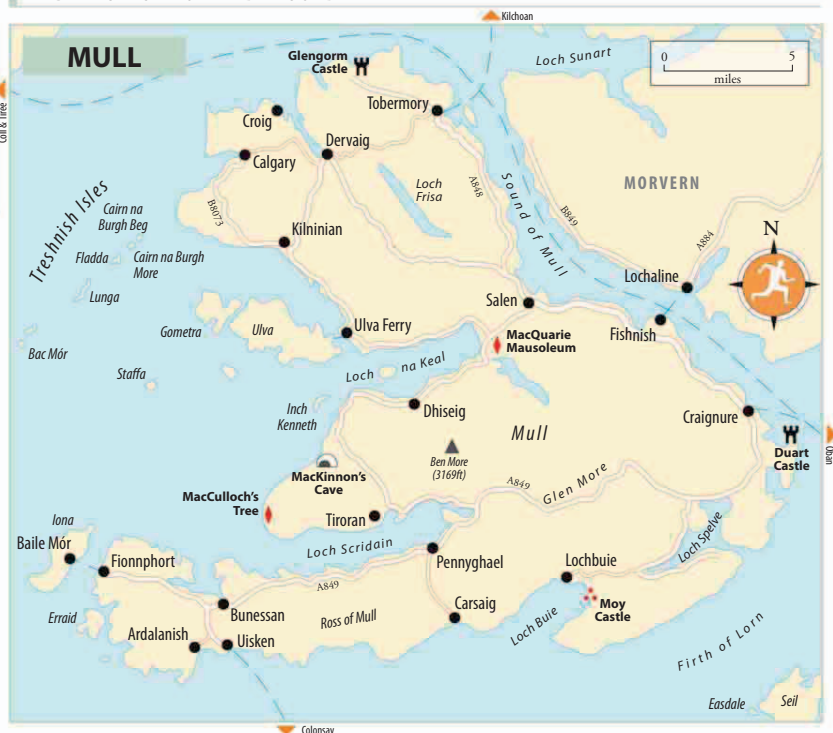 Kilchoan
MULL
Glengorm
Castle
Loch Sunart
0 5
miles
Coll & Tiree
Tobermory
Croig
Dervaig
Calgary
Loch
Frisa
A848
Sound of Mull
B849
MORVERN
A884
N
Treshnish Isles
Cairn na
Burgh Beg
B8073
Kilninian
Fladda
Cairn na Burgh
More
Lunga
Lochaline
Salen
Gometra
Ulva
Ulva Ferry
MacQuarie
Mausoleum
Fishnish
Bac Mór
Staffa
Loch na Keal
Inch
Kenneth
Dhiseig
Mull
Craignure
Oban
Ben More
(3169ft)
Duart
Castle
MacKinnon's
Cave
A849
Glen More
MacCulloch's
Tree
Tiroran
Iona
Baile Mór
Fionnphort
Loch Scridain
Pennyghael
Lochbuie
Loch Spelve
A849
Erraid
Bunessan
Ross of Mull
Carsaig
Moy
Castle
Ardalanish
Uisken
Loch Buie
Firth of Lorn
Easdale
Seil
Colonsay